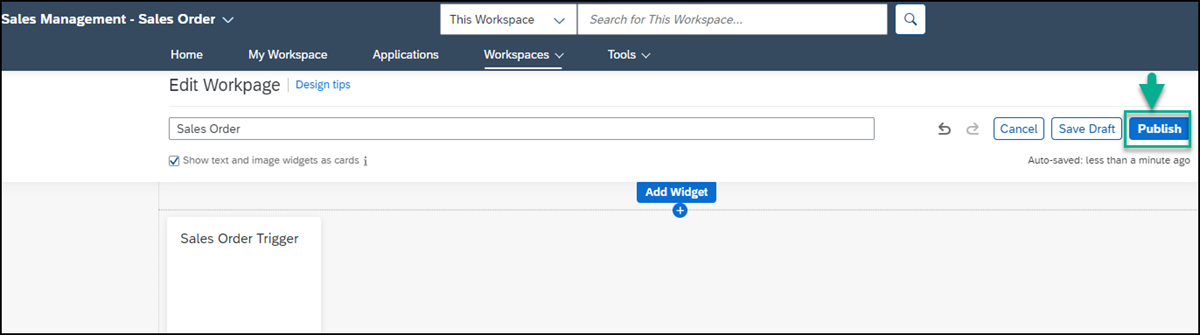 Sales Management - Sales Order
This Workspace
Search for This Workspace...
Home My Workspace Applications Workspaces Tools
Edit Workpage Design tips
Sales Order
Cancel Save Draft Publish
Show text and image widgets as cards i
Auto-saved: less than a minute ago
Add Widget
Sales Order Trigger